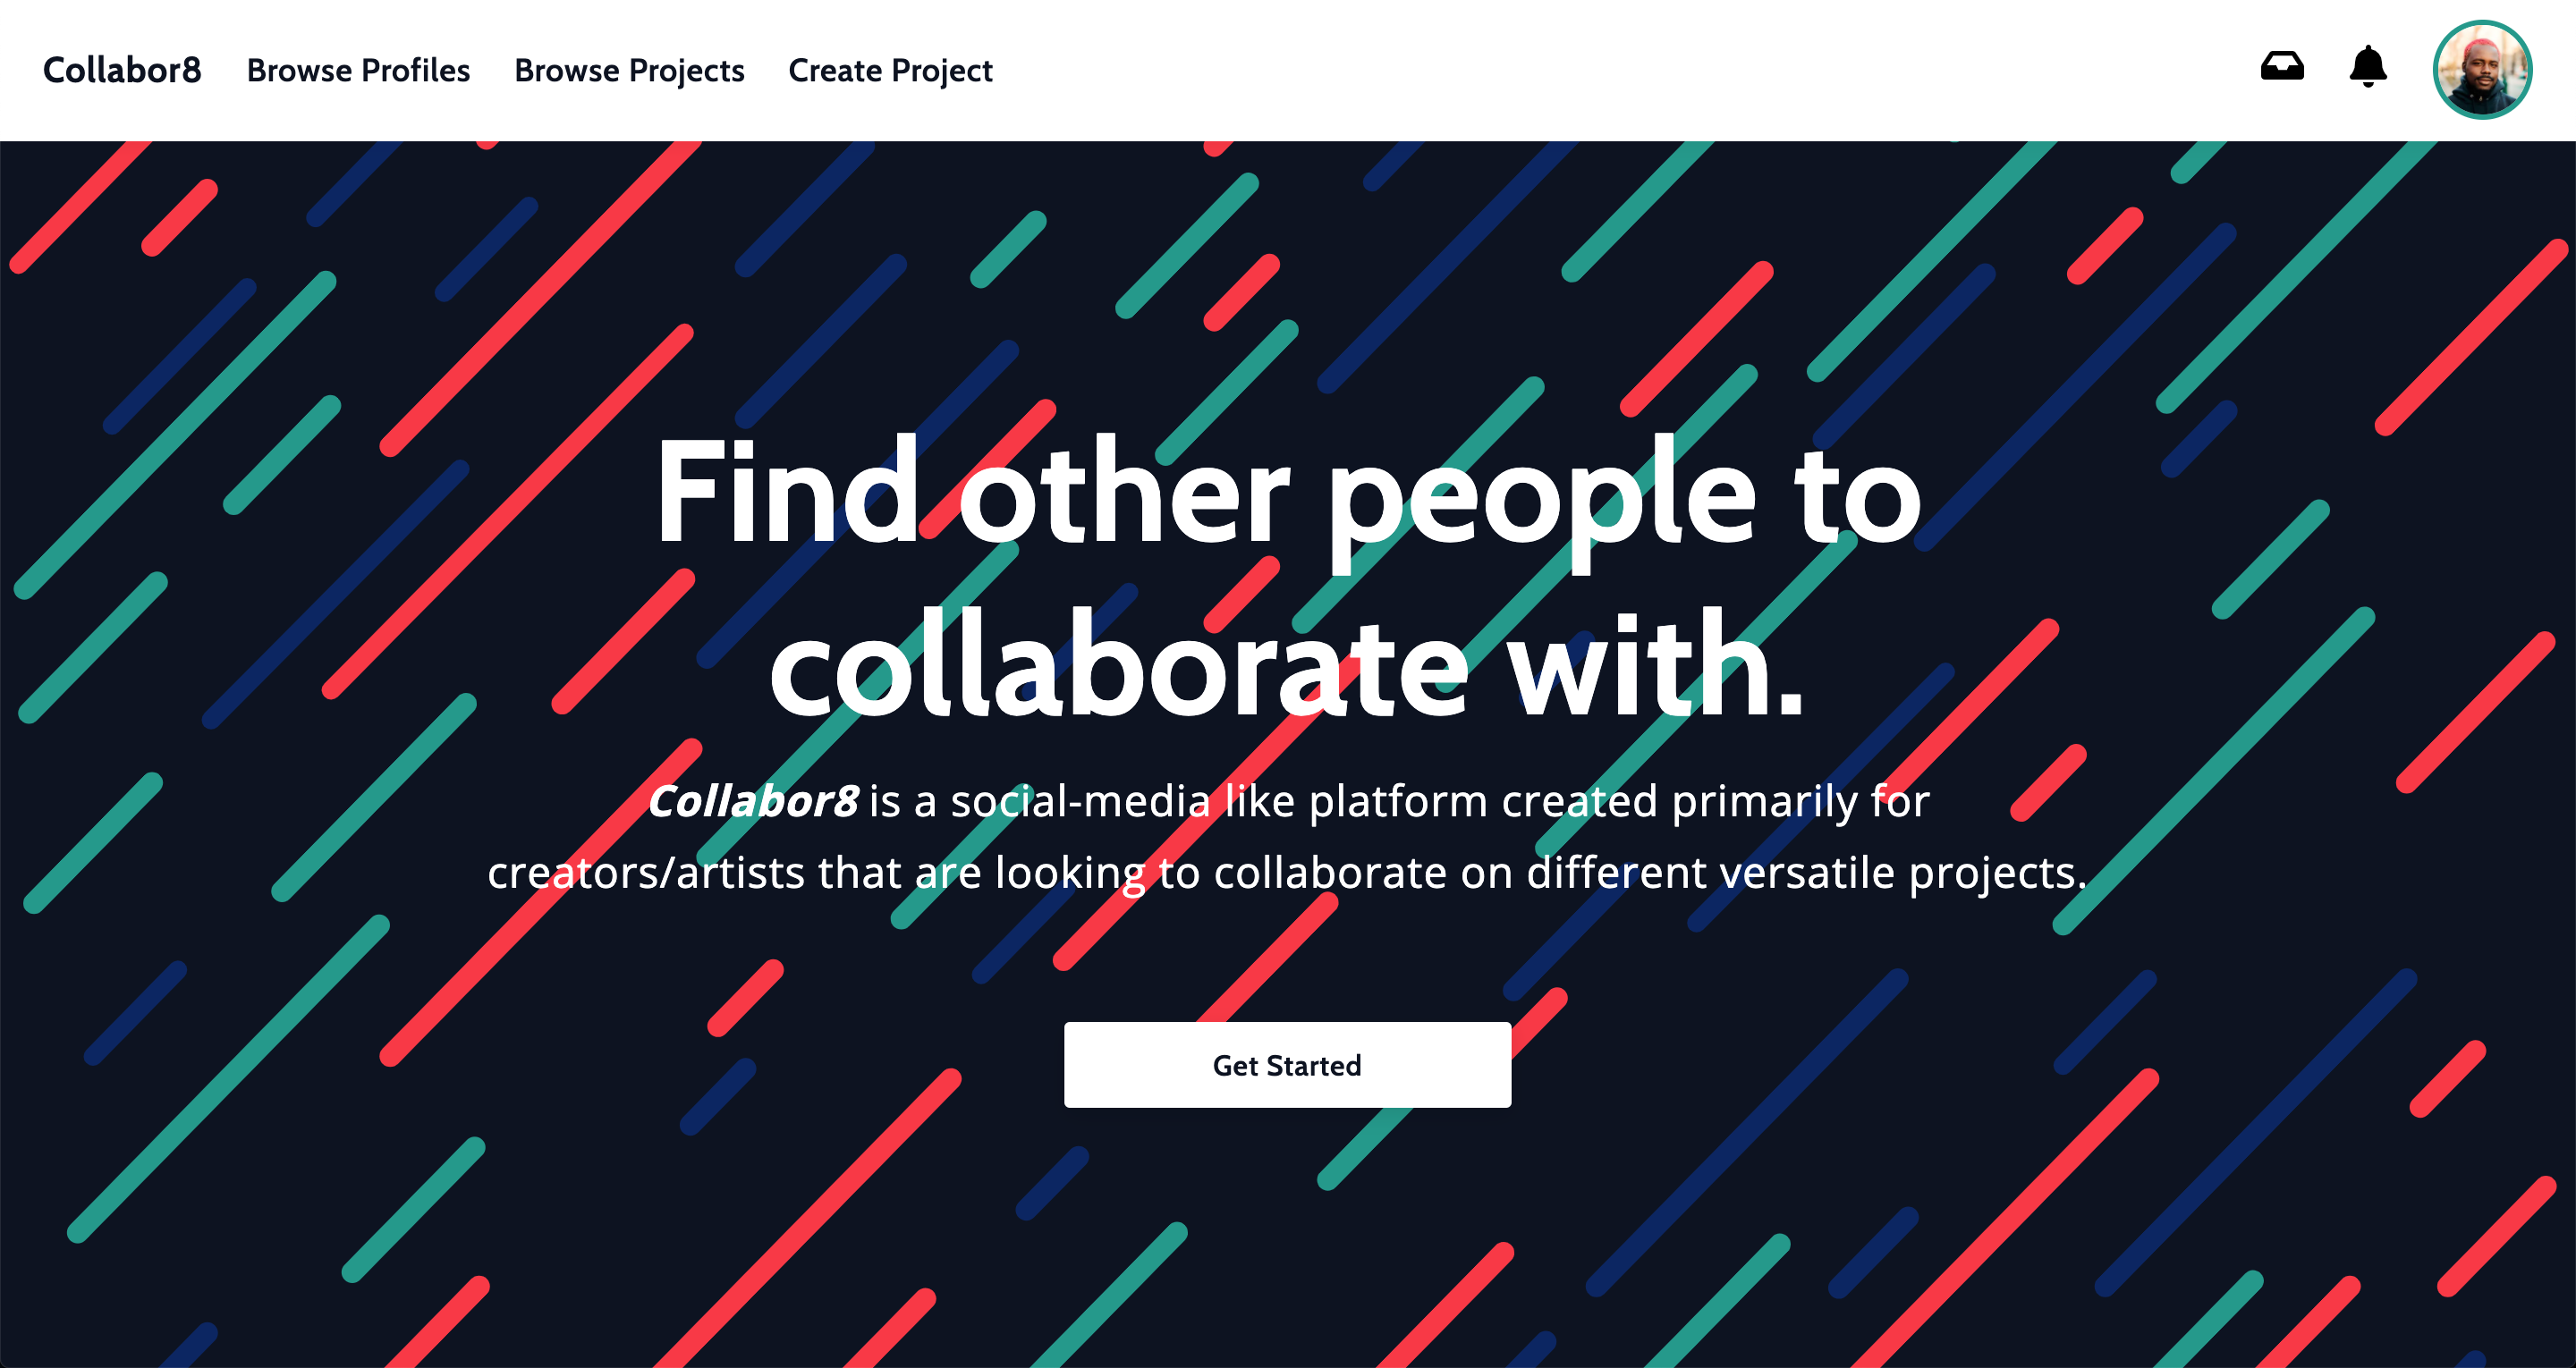 Collabor8 Browse Profiles Browse Projects Create Project
Find other people to
collaborate with.
Collabor8 is a social-media like platform created primarily for
creators/artists that are looking to collaborate on different versatile projects.
Get Started